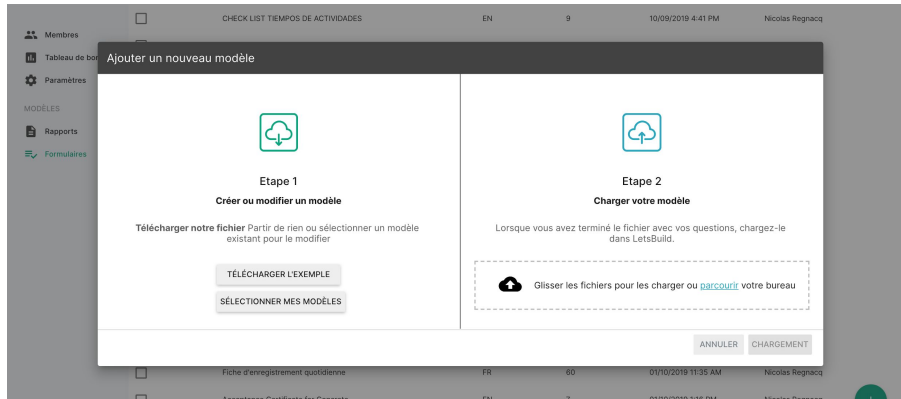 CHECK LIST TIEMPOS DE ACTIVIDADES EN 9 10/09/2019 4:41 PM Nicolas Regnacq
Membres
Tableau de bor
Paramètres
MODÈLES
Rapports
Formulaires
Ajouter un nouveau modèle
Etape 1
Créer ou modifier un modèle
Télécharger notre fichier Partir de rien ou sélectionner un modèle
existant pour le modifier
TÉLÉCHARGER L'EXEMPLE
SÉLECTIONNER MES MODÈLES
Etape 2
Charger votre modèle
Lorsque vous avez terminé le fichier avec vos questions, chargez-le
dans LetsBuild.
Glisser les fichiers pour les charger ou parcourir votre bureau
ANNULER CHARGEMENT
Fiche d'enregistrement quotidienne FR 60 01/10/2019 11:35 AM Nicolas Regnacq